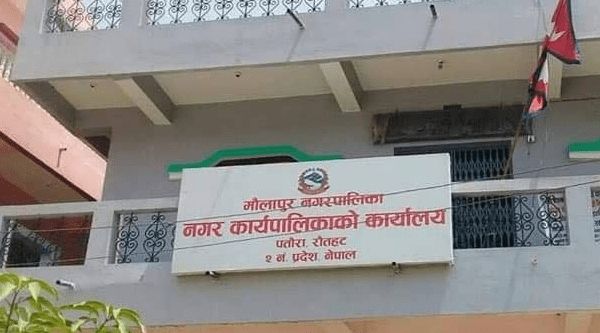 मौलापुर नगरपालिका
नगर कार्यपालिकाको कार्यालय
पतौरा, रौतहट
२ नं. प्रदेश, नेपाल